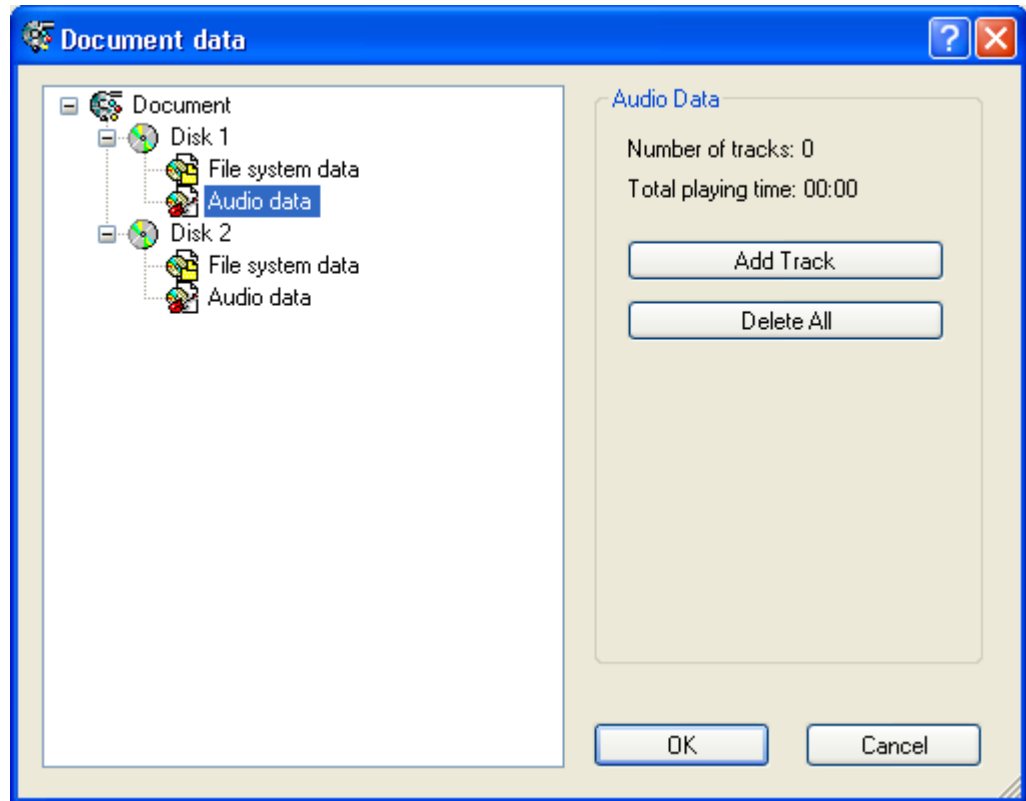 Document data
Document
Disk 1
File system data
Audio data
Disk 2
File system data
Audio data
Audio Data
Number of tracks: 0
Total playing time: 00:00
Add Track
Delete All
OK
Cancel